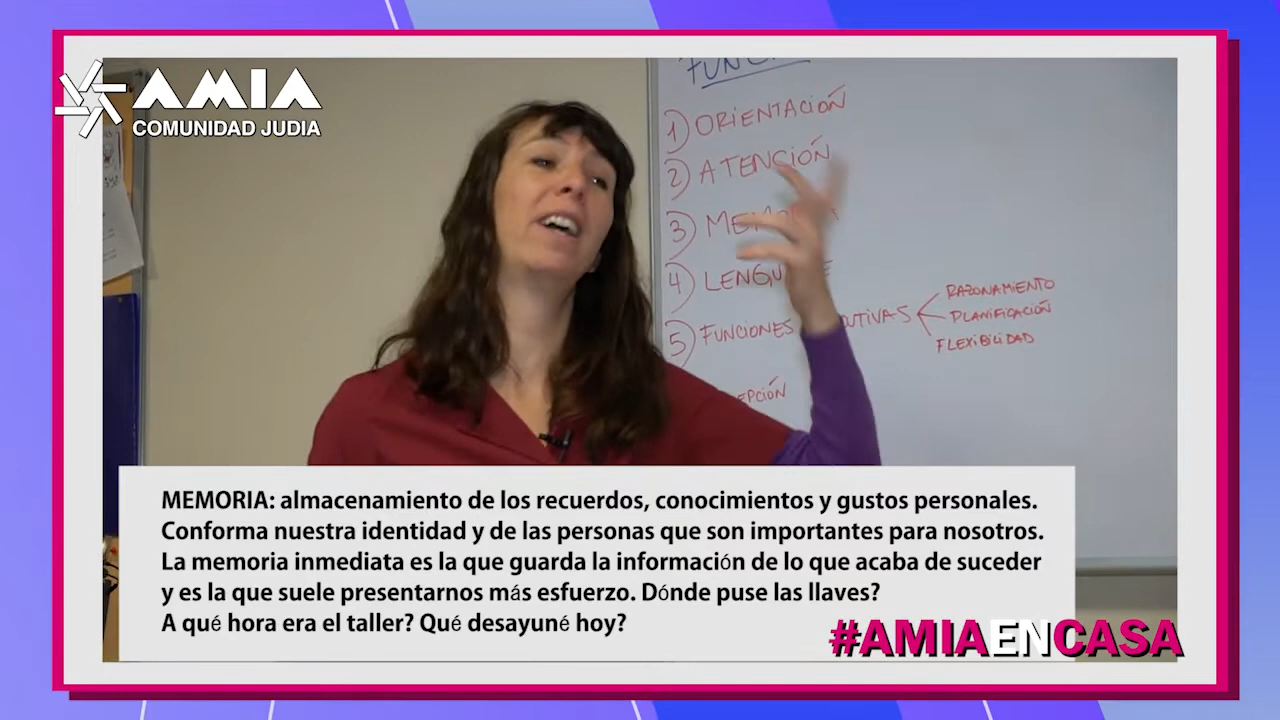 AMIA
COMUNIDAD JUDIA
1) ORIENTACIÓN
2) ATENCIÓN
3)
4)
5) FUNCIONES
RAZONAMIENTO
PLANIFICACIÓN
FLEXIBILIDAD
MEMORIA: almacenamiento de los recuerdos, conocimientos y gustos personales.
Conforma nuestra identidad y de las personas que son importantes para nosotros.
La memoria inmediata es la que guarda la información de lo que acaba de suceder
y es la que suele presentarnos más esfuerzo. Dónde puse las llaves?
A qué hora era el taller? Qué desayuné hoy?
#AMIAENCASA